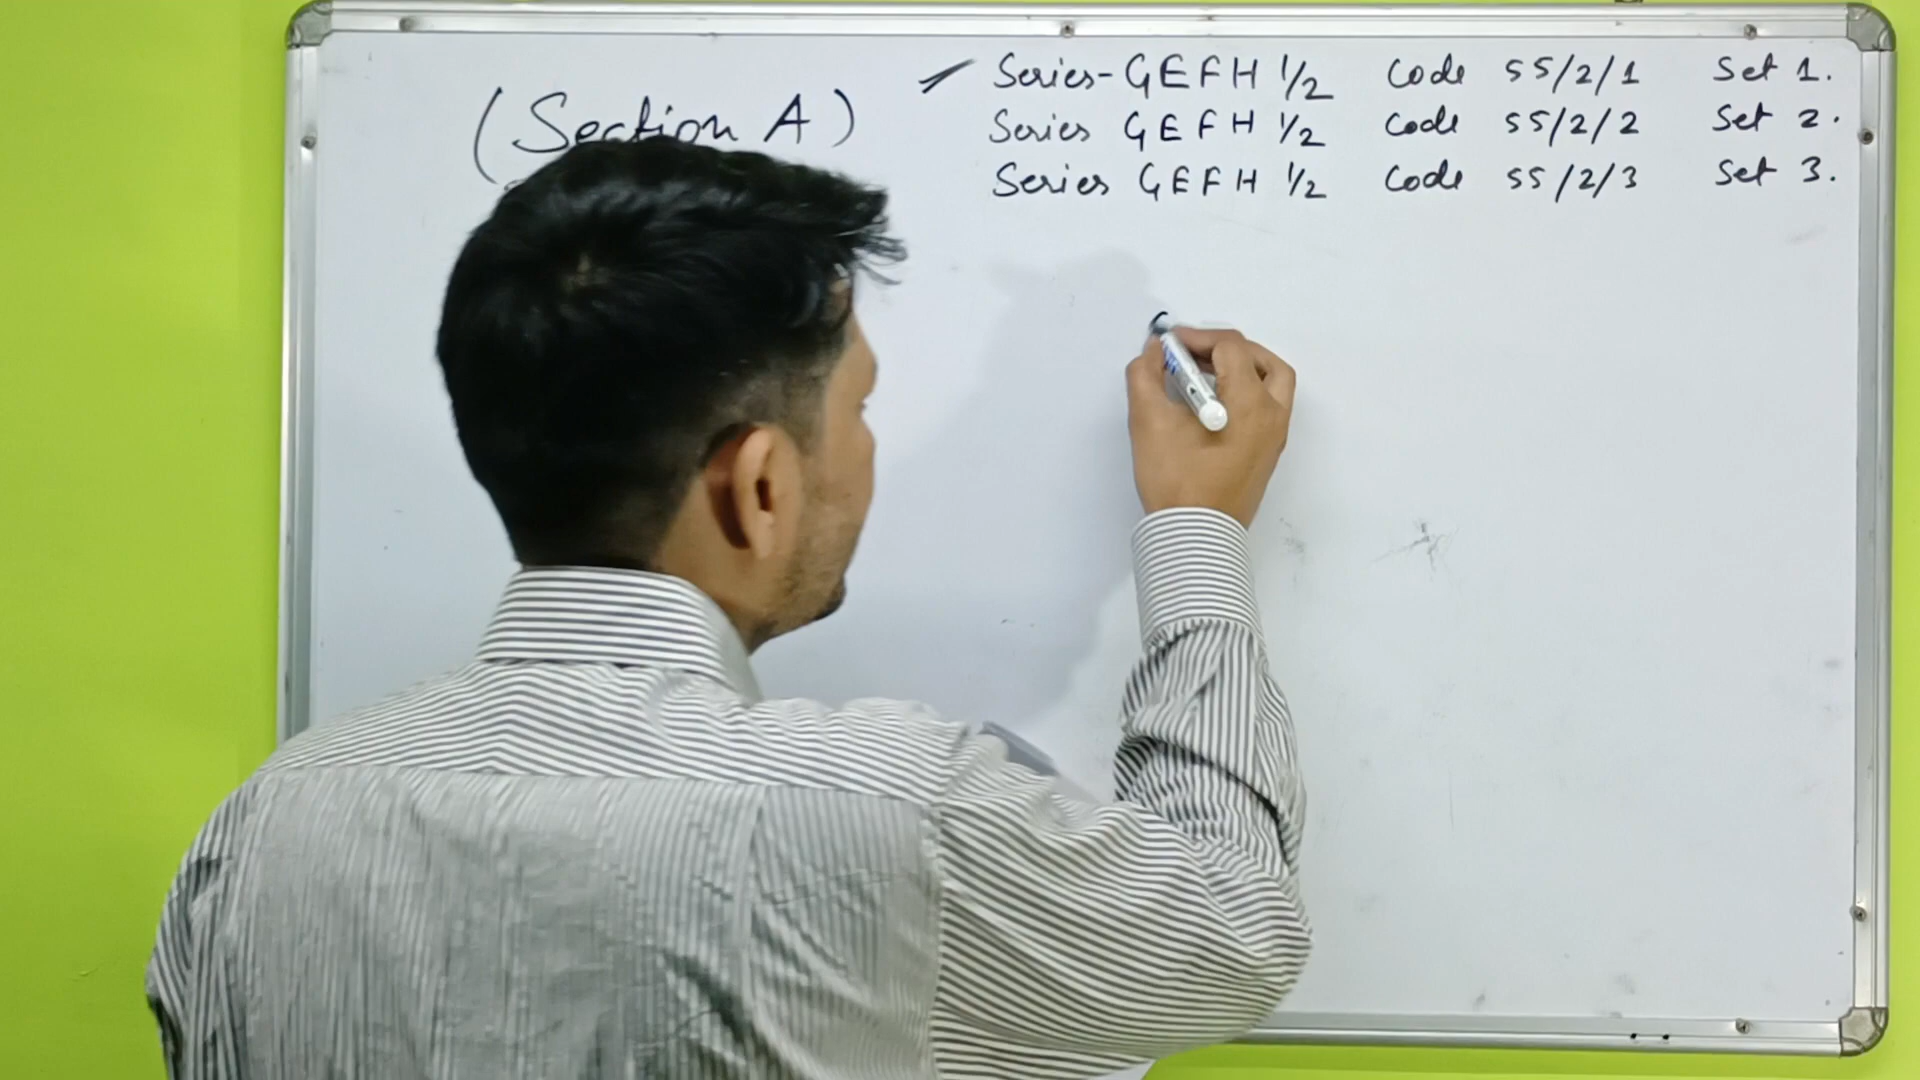 (Section A)
Series-GEFH 1/2 Code 55/2/1 Set 1.
Series GEFH 1/2 Code 55/2/2 Set 2.
Series GEFH 1/2 Code 55/2/3 Set 3.